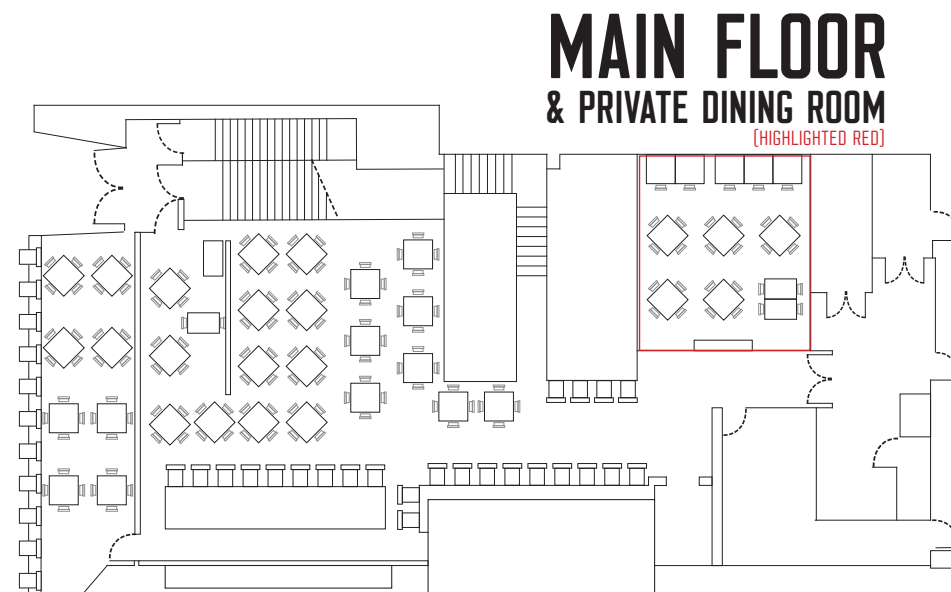 MAIN FLOOR
& PRIVATE DINING ROOM
(HIGHLIGHTED RED)